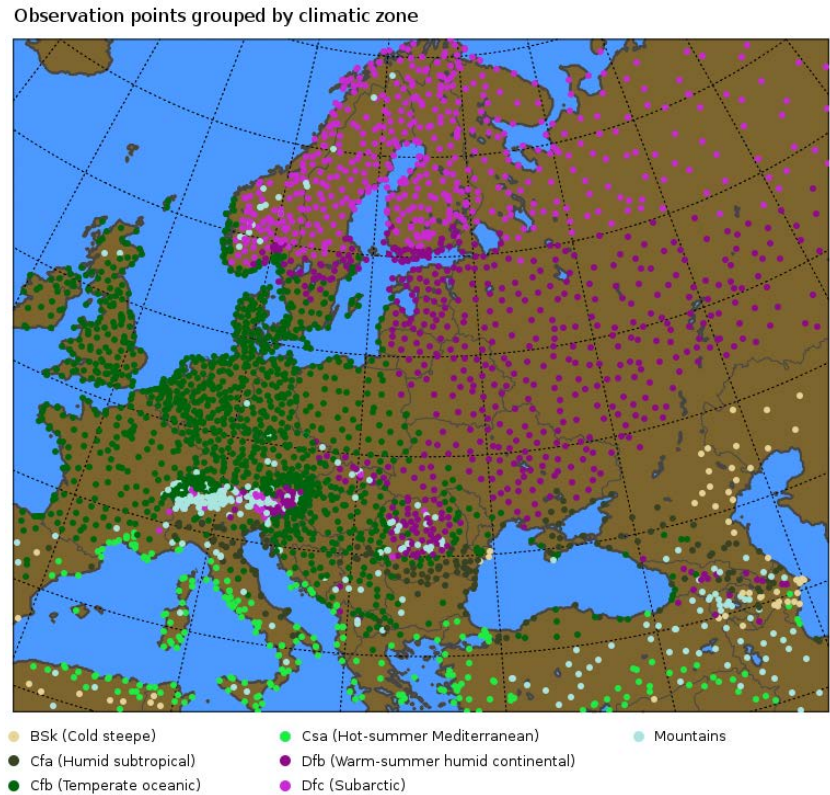 Observation points grouped by climatic zone
BSk (Cold steepe)
Csa (Hot-summer Mediterranean)
Mountains
Cfa (Humid subtropical)
Dfb (Warm-summer humid continental)
Cfb (Temperate oceanic)
Dfc (Subarctic)